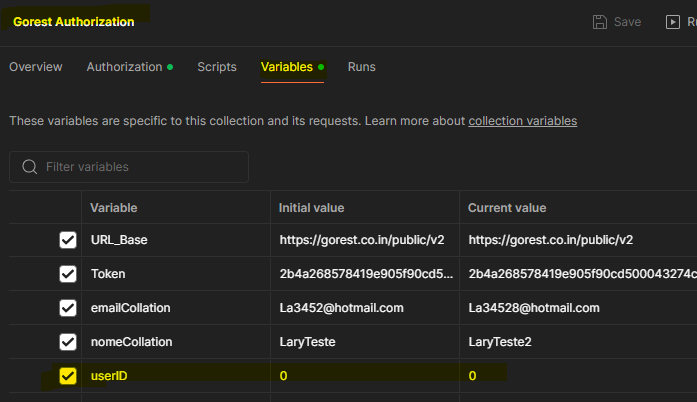 Gorest Authorization Save
Overview Authorization Scripts Variables Runs
These variables are specific to this collection and its requests. Learn more about collection variables
Filter variables
Variable Initial value Current value
URL_Base https://gorest.co.in/public/v2 https://gorest.co.in/public/v2
Token 2b4a268578419e905f90cd5... 2b4a268578419e905f90cd500043274c
emailCollation La3452@hotmail.com La34528@hotmail.com
nomeCollation LaryTeste LaryTeste2
userID 0 0